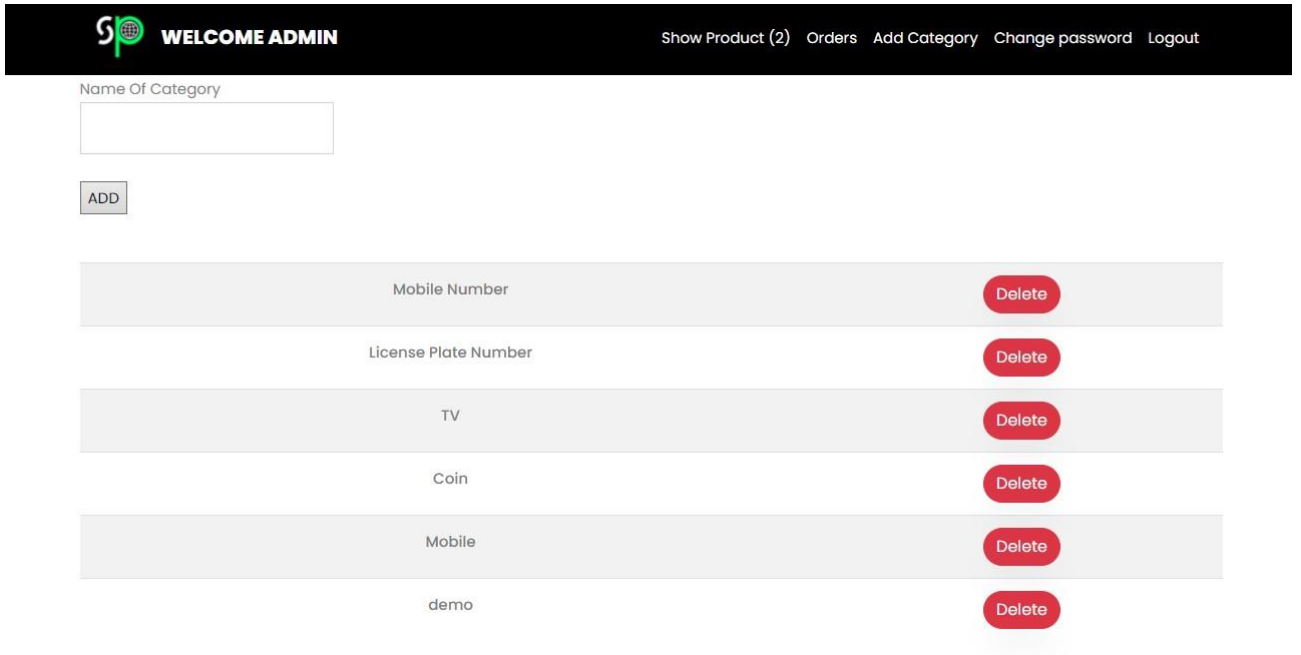 sp WELCOME ADMIN Show Product (2) Orders Add Category Change password Logout
Name Of Category
ADD
Mobile Number Delete
License Plate Number Delete
TV Delete
Coin Delete
Mobile Delete
demo Delete